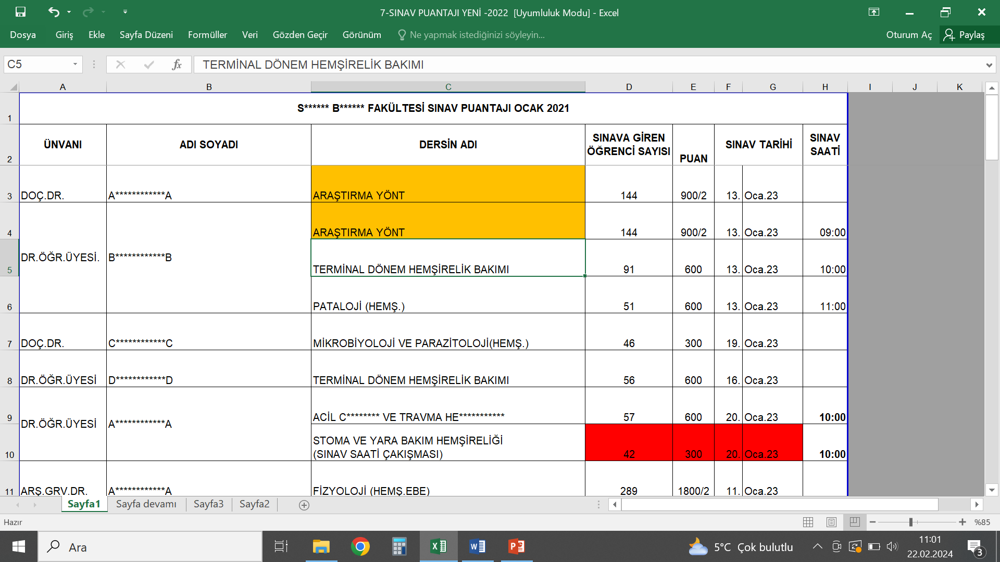 7-SINAV PUANTAJI YENİ -2022  [Uyumluluk Modu] - Excel
Dosya Giriş Ekle Sayfa Düzeni Formüller Veri Gözden Geçir Görünüm Ne yapmak istediğinizi söyleyin... Oturum Aç Paylaş
C5 fx TERMİNAL DÖNEM HEMŞİRELİK BAKIMI
A B C D E F G H I J K
1 S****** B****** FAKÜLTESİ SINAV PUANTAJI OCAK 2021
2 ÜNVANI ADI SOYADI DERSİN ADI SINAVA GİREN ÖĞRENCİ SAYISI PUAN SINAV TARİHİ SINAV SAATİ
3 DOÇ.DR. A************A ARAŞTIRMA YÖNT 144 900/2 13. Oca.23
4 ARAŞTIRMA YÖNT 144 900/2 13. Oca.23 09:00
DR.ÖĞR.ÜYESİ. B************B
5 TERMİNAL DÖNEM HEMŞİRELİK BAKIMI 91 600 13. Oca.23 10:00
6 PATALOJİ (HEMŞ.) 51 600 13. Oca.23 11:00
7 DOÇ.DR. C************C MİKROBİYOLOJİ VE PARAZİTOLOJİ(HEMŞ.) 46 300 19. Oca.23
8 DR.ÖĞR.ÜYESİ D************D TERMİNAL DÖNEM HEMŞİRELİK BAKIMI 56 600 16. Oca.23
9 ACİL C******** VE TRAVMA HE*********** 57 600 20. Oca.23 10:00
DR.ÖĞR.ÜYESİ A************A
STOMA VE YARA BAKIM HEMŞİRELİĞİ
10 (SINAV SAATİ ÇAKIŞMASI) 42 300 20. Oca.23 10:00
11 ARŞ.GRV.DR. A************A FİZYOLOJİ (HEMŞ.EBE) 289 1800/2 11. Oca.23
Sayfa1 Sayfa devamı Sayfa3 Sayfa2
Hazır %85
Ara 5°C Çok bulutlu 11:01
22.02.2024 3